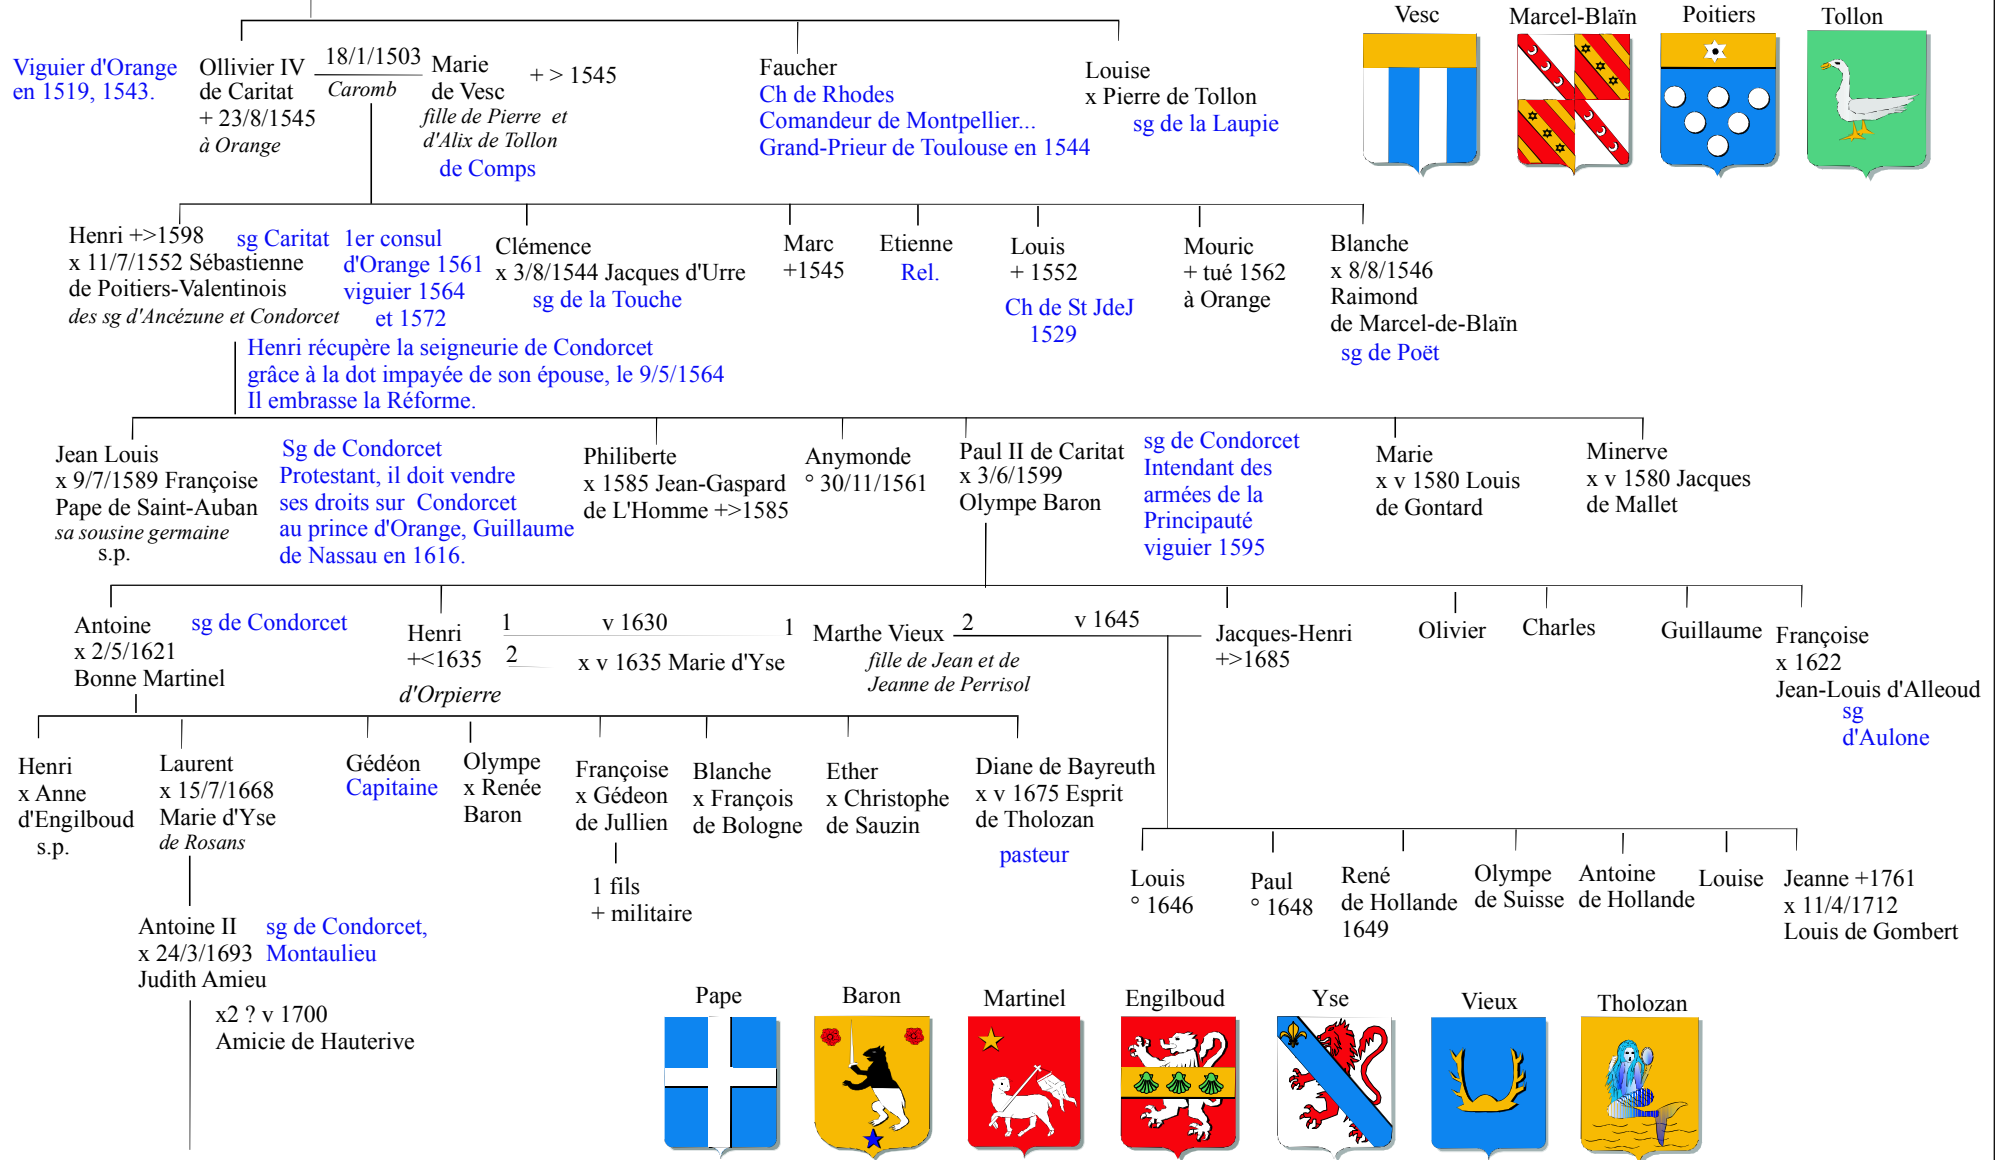 Vesc
Marcel-Blaïn
Poitiers
Tollon
Viguier d'Orange
en 1519, 1543.
Ollivier IV
de Caritat
+ 23/8/1545
à Orange
18/1/1503
Caromb
Marie
de Vesc
+ > 1545
fille de Pierre et
d'Alix de Tollon
de Comps
Faucher
Ch de Rhodes
Comandeur de Montpellier...
Grand-Prieur de Toulouse en 1544
Louise
x Pierre de Tollon
sg de la Laupie
Henri +>1598
x 11/7/1552 Sébastienne
de Poitiers-Valentinois
des sg d'Ancézune et Condorcet
sg Caritat
1er consul
d'Orange 1561
viguier 1564
et 1572
Clémence
x 3/8/1544 Jacques d'Urre
sg de la Touche
Marc
+1545
Etienne
Rel.
Louis
+ 1552
Ch de St JdeJ
1529
Mouric
+ tué 1562
à Orange
Blanche
x 8/8/1546
Raimond
de Marcel-de-Blaïn
sg de Poët
Henri récupère la seigneurie de Condorcet
grâce à la dot impayée de son épouse, le 9/5/1564
Il embrasse la Réforme.
Jean Louis
x 9/7/1589 Françoise
Pape de Saint-Auban
sa sousine germaine
s.p.
Sg de Condorcet
Protestant, il doit vendre
ses droits sur Condorcet
au prince d'Orange, Guillaume
de Nassau en 1616.
Philiberte
x 1585 Jean-Gaspard
de L'Homme +>1585
Anymonde
° 30/11/1561
Paul II de Caritat
x 3/6/1599
Olympe Baron
sg de Condorcet
Intendant des
armées de la
Principauté
viguier 1595
Marie
x v 1580 Louis
de Gontard
Minerve
x v 1580 Jacques
de Mallet
Antoine
x 2/5/1621
Bonne Martinel
sg de Condorcet
Henri
+<1635
d'Orpierre
1
v 1630
1
2
x v 1635 Marie d'Yse
Marthe Vieux
fille de Jean et de
Jeanne de Perrisol
2
v 1645
Jacques-Henri
+>1685
Olivier
Charles
Guillaume
Françoise
x 1622
Jean-Louis d'Alleoud
sg
d'Aulone
Henri
x Anne
d'Engilboud
s.p.
Laurent
x 15/7/1668
Marie d'Yse
de Rosans
Gédéon
Capitaine
Olympe
x Renée
Baron
Françoise
x Gédeon
de Jullien
1 fils
+ militaire
Blanche
x François
de Bologne
Ether
x Christophe
de Sauzin
Diane de Bayreuth
x v 1675 Esprit
de Tholozan
pasteur
Louis
° 1646
Paul
° 1648
René
de Hollande
1649
Olympe
de Suisse
Antoine
de Hollande
Louise
Jeanne +1761
x 11/4/1712
Louis de Gombert
Antoine II
x 24/3/1693
Judith Amieu
sg de Condorcet,
Montaulieu
x2 ? v 1700
Amicie de Hauterive
Pape
Baron
Martinel
Engilboud
Yse
Vieux
Tholozan